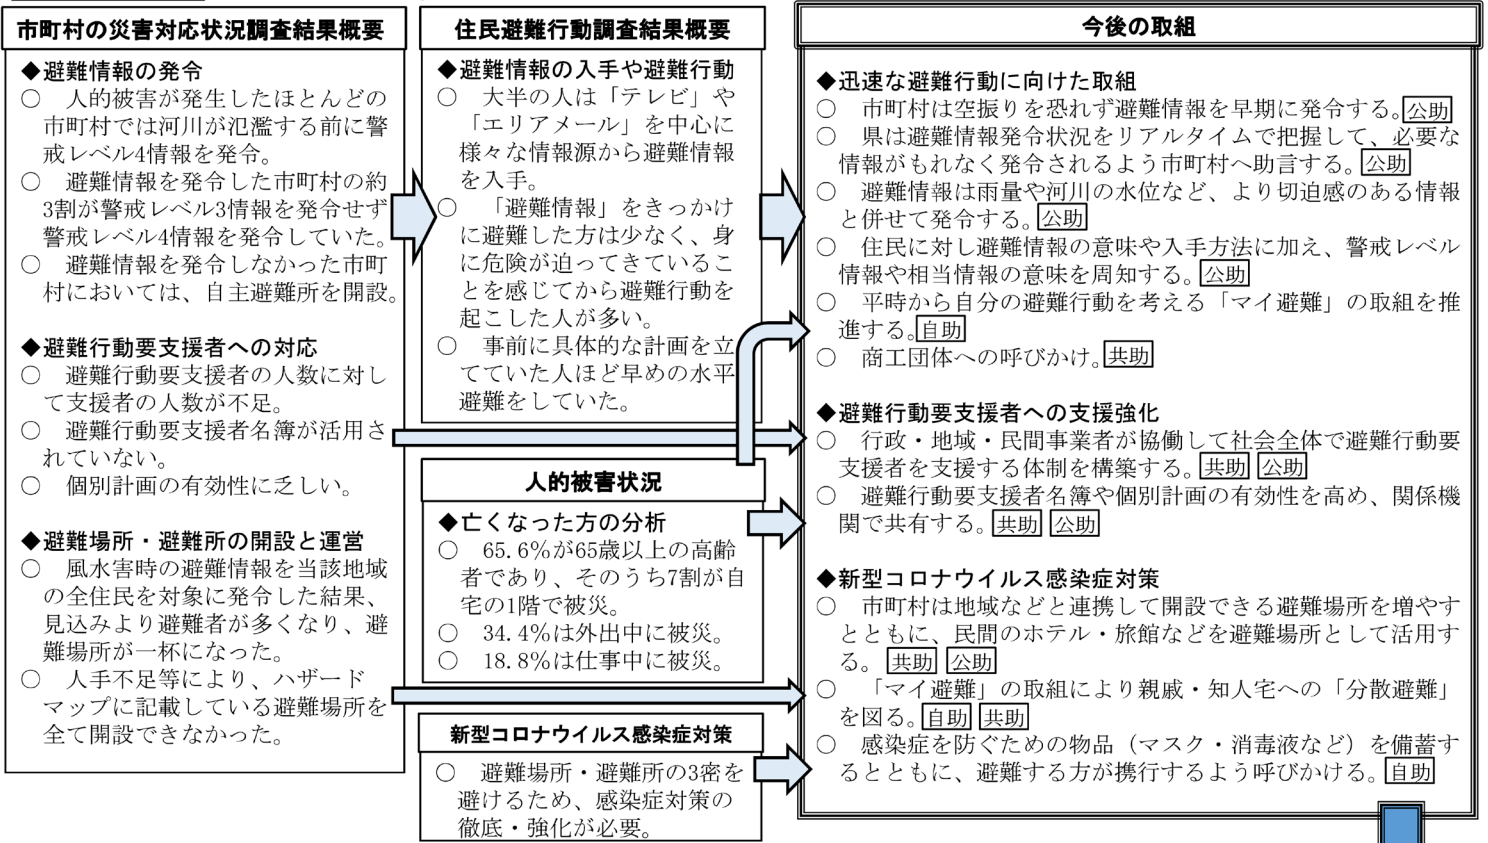 市町村の災害対応状況調査結果概要
◆避難情報の発令
○　人的被害が発生したほとんどの
市町村では河川が氾濫する前に警
戒レベル4情報を発令。
○　避難情報を発令した市町村の約
3割が警戒レベル3情報を発令せず
警戒レベル4情報を発令していた。
○　避難情報を発令しなかった市町
村においては、自主避難所を開設。
◆避難行動要支援者への対応
○　避難行動要支援者の人数に対し
て支援者の人数が不足。
○　避難行動要支援者名簿が活用さ
れていない。
○　個別計画の有効性に乏しい。
◆避難場所・避難所の開設と運営
○　風水害時の避難情報を当該地域
の全住民を対象に発令した結果、
見込みより避難者が多くなり、避
難場所が一杯になった。
○　人手不足等により、ハザード
マップに記載している避難場所を
全て開設できなかった。
住民避難行動調査結果概要
◆避難情報の入手や避難行動
○　大半の人は「テレビ」や
「エリアメール」を中心に
様々な情報源から避難情報
を入手。
○　「避難情報」をきっかけ
に避難した方は少なく、身
に危険が迫ってきているこ
とを感じてから避難行動を
起こした人が多い。
○　事前に具体的な計画を立
てていた人ほど早めの水平
避難をしていた。
人的被害状況
◆亡くなった方の分析
○　65.6%が65歳以上の高齢
者であり、そのうち7割が自
宅の1階で被災。
○　34.4%は外出中に被災。
○　18.8%は仕事中に被災。
新型コロナウイルス感染症対策
○　避難場所・避難所の3密を
避けるため、感染症対策の
徹底・強化が必要。
今後の取組
◆迅速な避難行動に向けた取組
○　市町村は空振りを恐れず避難情報を早期に発令する。公助
○　県は避難情報発令状況をリアルタイムで把握して、必要な
情報がもれなく発令されるよう市町村へ助言する。公助
○　避難情報は雨量や河川の水位など、より切迫感のある情報
と併せて発令する。公助
○　住民に対し避難情報の意味や入手方法に加え、警戒レベル
情報や相当情報の意味を周知する。公助
○　平時から自分の避難行動を考える「マイ避難」の取組を推
進する。自助
○　商工団体への呼びかけ。共助
◆避難行動要支援者への支援強化
○　行政・地域・民間事業者が協働して社会全体で避難行動要
支援者を支援する体制を構築する。共助 公助
○　避難行動要支援者名簿や個別計画の有効性を高め、関係機
関で共有する。共助 公助
◆新型コロナウイルス感染症対策
○　市町村は地域などと連携して開設できる避難場所を増やす
とともに、民間のホテル・旅館などを避難場所として活用す
る。共助 公助
○　「マイ避難」の取組により親戚・知人宅への「分散避難」
を図る。自助 共助
○　感染症を防ぐための物品（マスク・消毒液など）を備蓄す
るとともに、避難する方が携行するよう呼びかける。自助